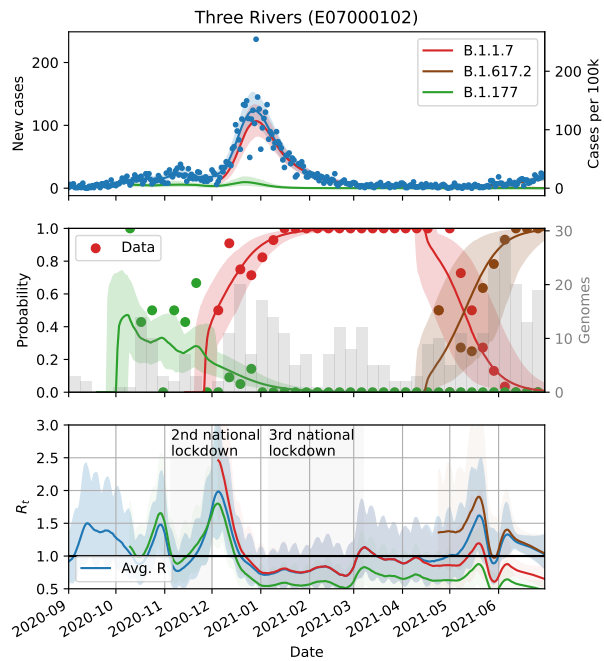 Three Rivers (E07000102)
New cases
200
100
0
B.1.1.7
B.1.617.2
B.1.177
200
100
0
Cases per 100k
Probability
1.0
0.8
0.6
0.4
0.2
0.0
Data
30
20
10
0
Genomes
R_t
3.0
2.5
2.0
1.5
1.0
0.5
2nd national
lockdown
3rd national
lockdown
Avg. R
2020-09
2020-10
2020-11
2020-12
2021-01
2021-02
2021-03
2021-04
2021-05
2021-06
Date